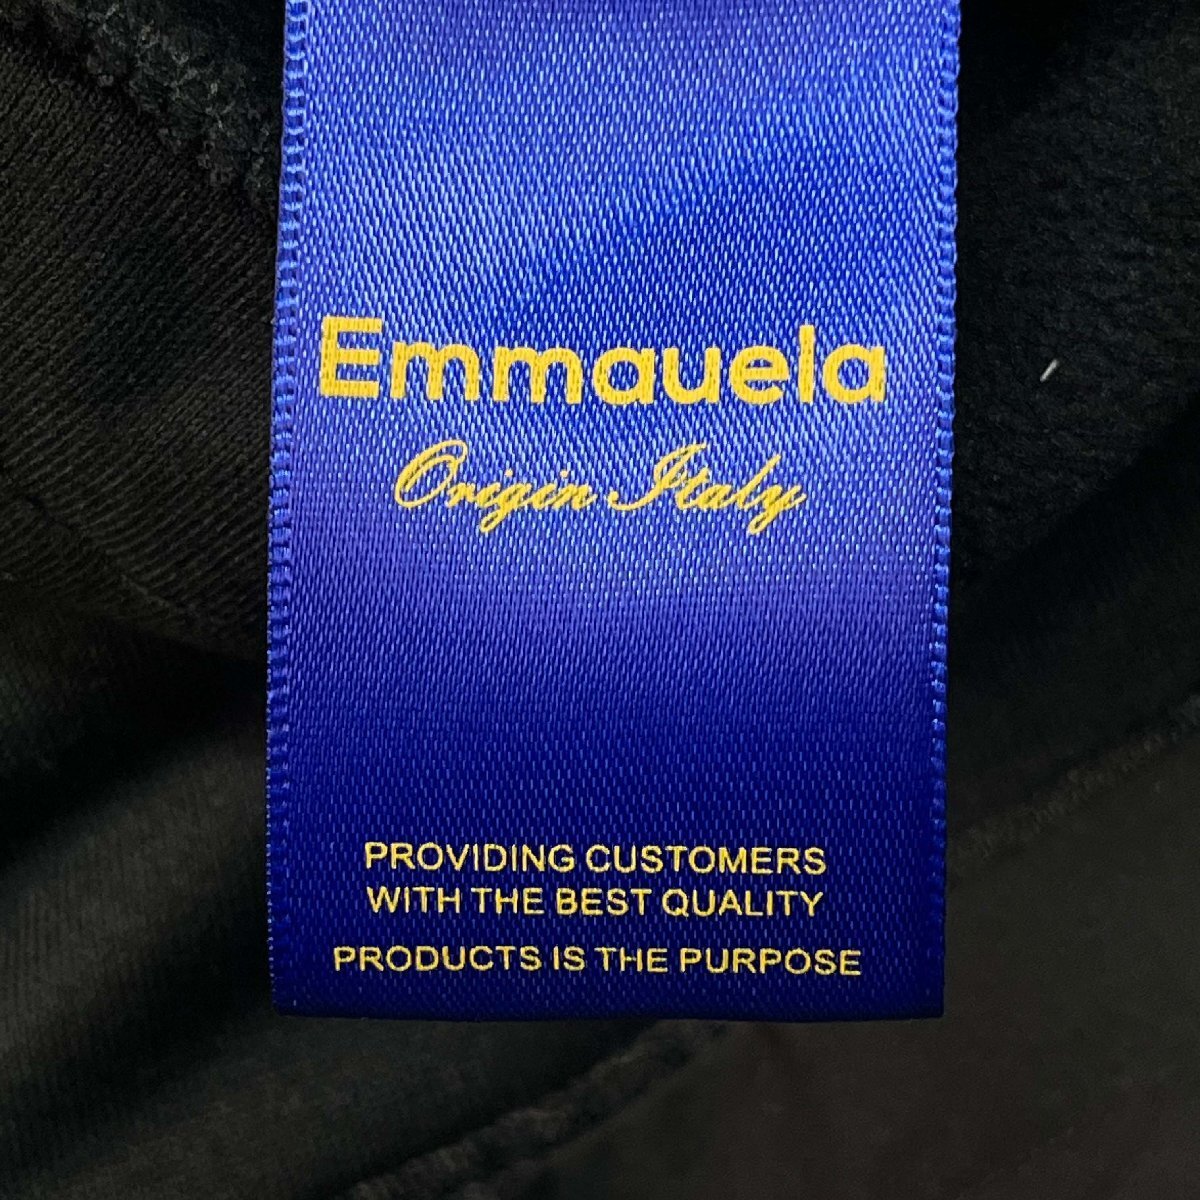 Emmauela
Origin Italy
PROVIDING CUSTOMERS
WITH THE BEST QUALITY
PRODUCTS IS THE PURPOSE